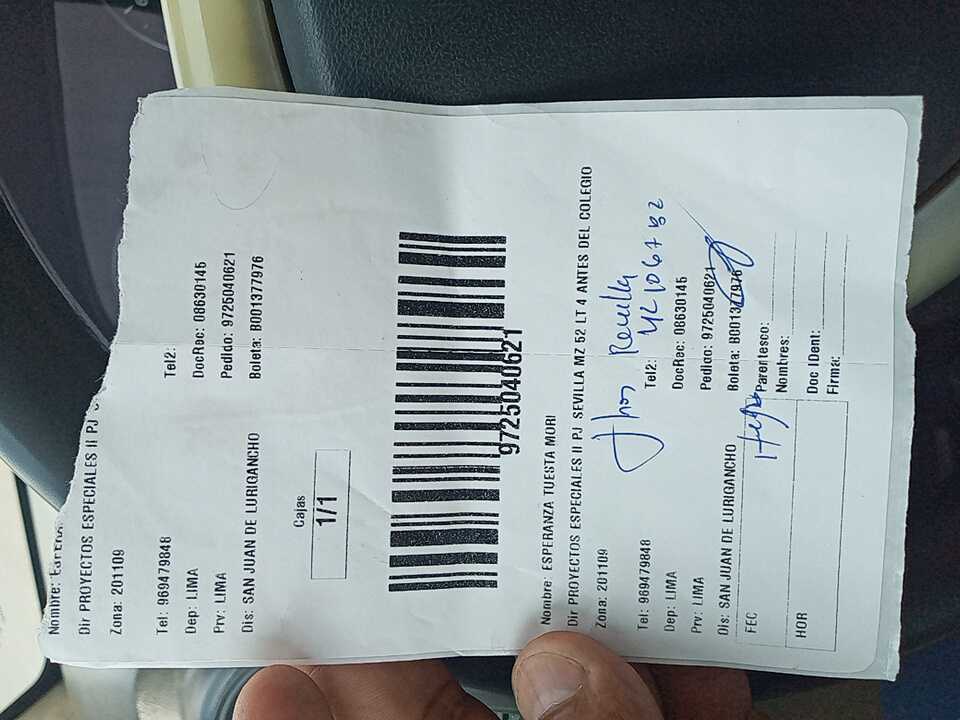 Nombre:
Dir PROYECTOS ESPECIALES II PJ
Zona: 201109
Tel: 969479848 Tel2:
Dep: LIMA DocRec: 08630145
Prv: LIMA Pedido: 9725040621
Dis: SAN JUAN DE LURIGANCHO Boleta: B001377976
Cajas
1/1
9725040621
Nombre: ESPERANZA TUESTA MORI
Dir PROYECTOS ESPECIALES II PJ SEVILLA MZ 52 LT 4 ANTES DEL COLEGIO
Zona: 201109
Jhon
Tel: 969479848 Tel2:
Dep: LIMA DocRec: 08630145
Prv: LIMA Pedido: 9725040621
Dis: SAN JUAN DE LURIGANCHO Boleta: B001377976
FEC Parentesco:
Nombres:
HOR Doc IDent:
Firma: